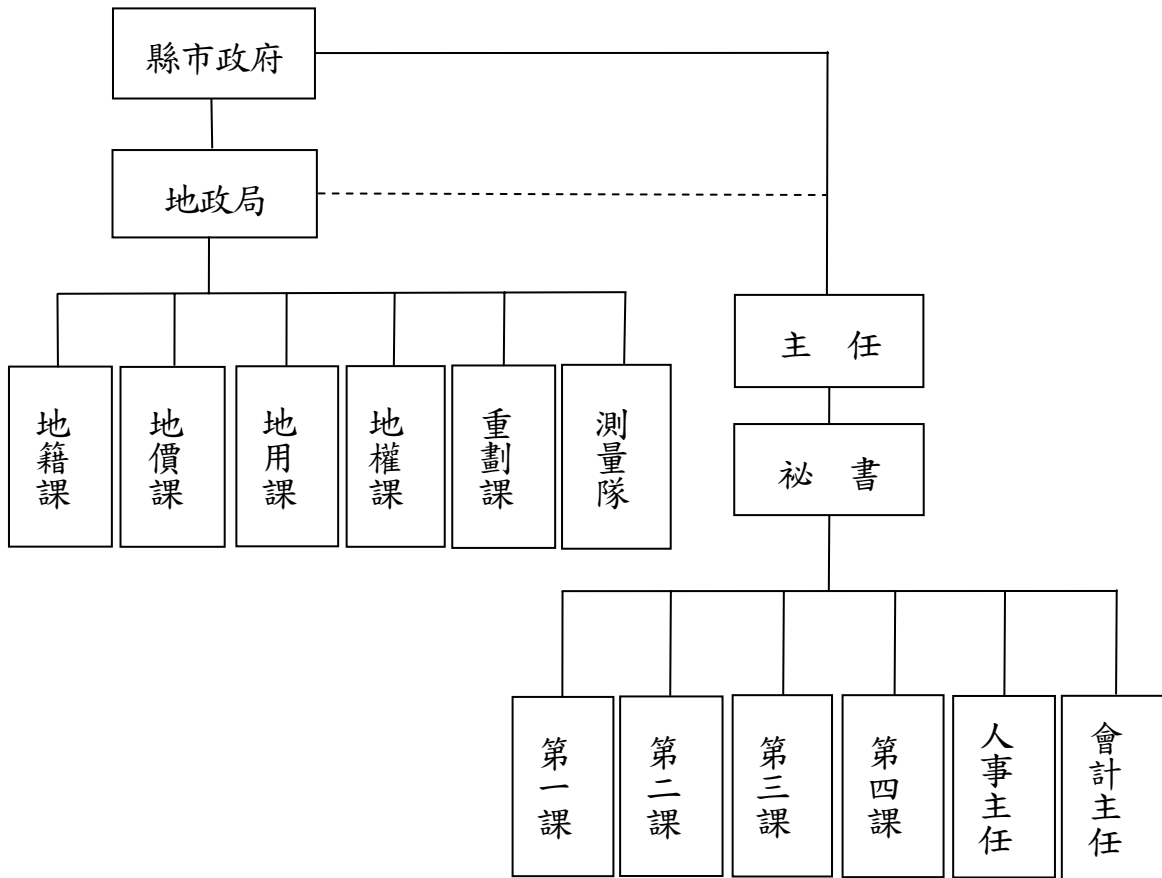 縣市政府
地政局
主 任
祕 書
地籍課
地價課
地用課
地權課
重劃課
測量隊
第一課
第二課
第三課
第四課
人事主任
會計主任